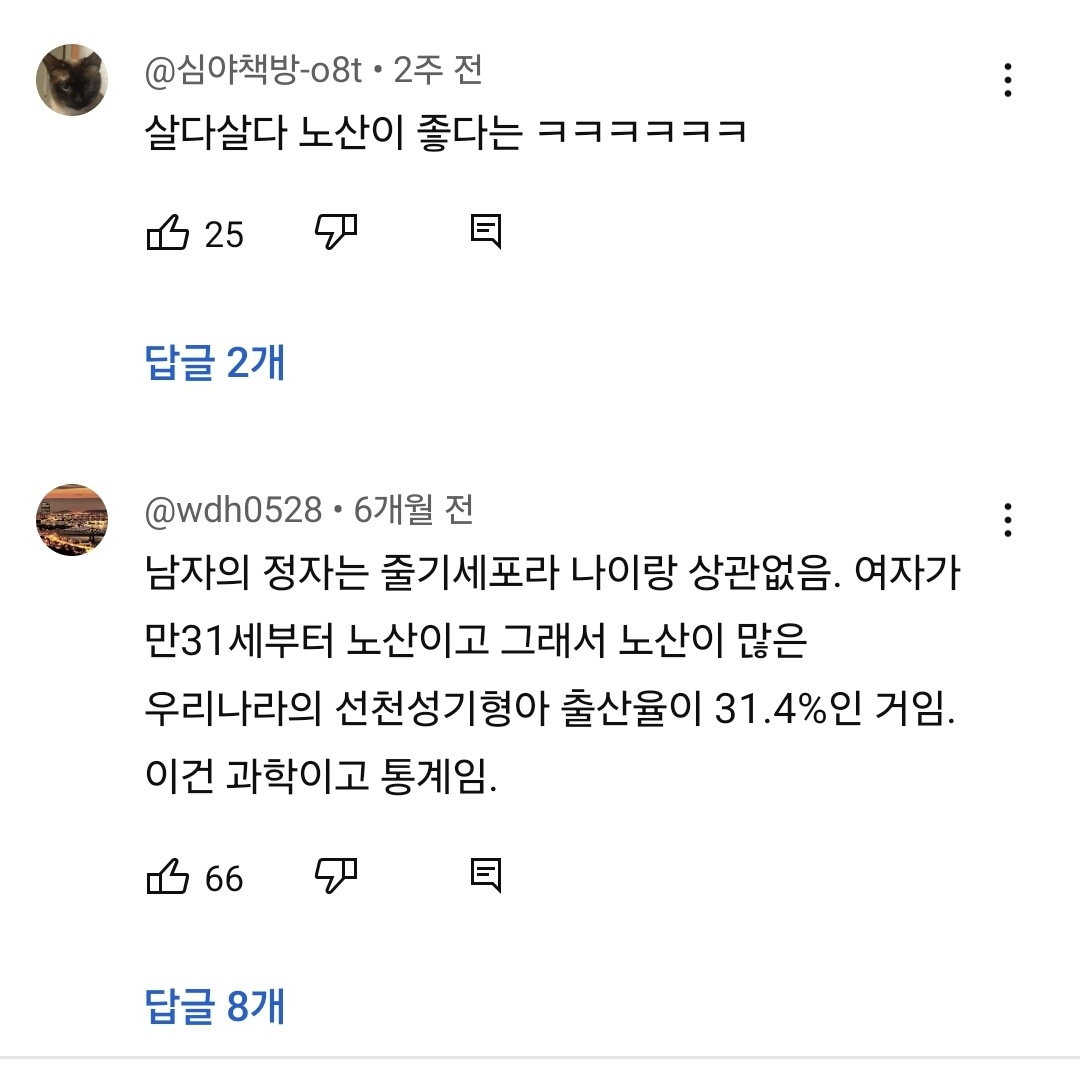 @심야책방-o8t • 2주 전
살다살다 노산이 좋다는 ㅋㅋㅋㅋㅋㅋ
25
답글 2개
@wdh0528 • 6개월 전
남자의 정자는 줄기세포라 나이랑 상관없음. 여자가
만31세부터 노산이고 그래서 노산이 많은
우리나라의 선천성기형아 출산율이 31.4%인 거임.
이건 과학이고 통계임.
66
답글 8개